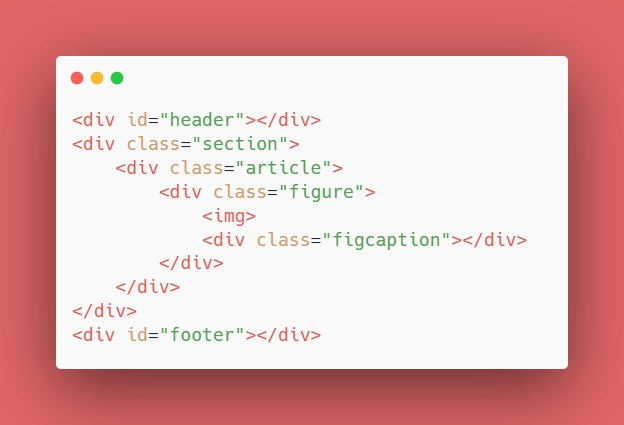 <div id="header"></div>
<div class="section">
    <div class="article">
        <div class="figure">
            <img>
            <div class="figcaption"></div>
        </div>
    </div>
</div>
<div id="footer"></div>